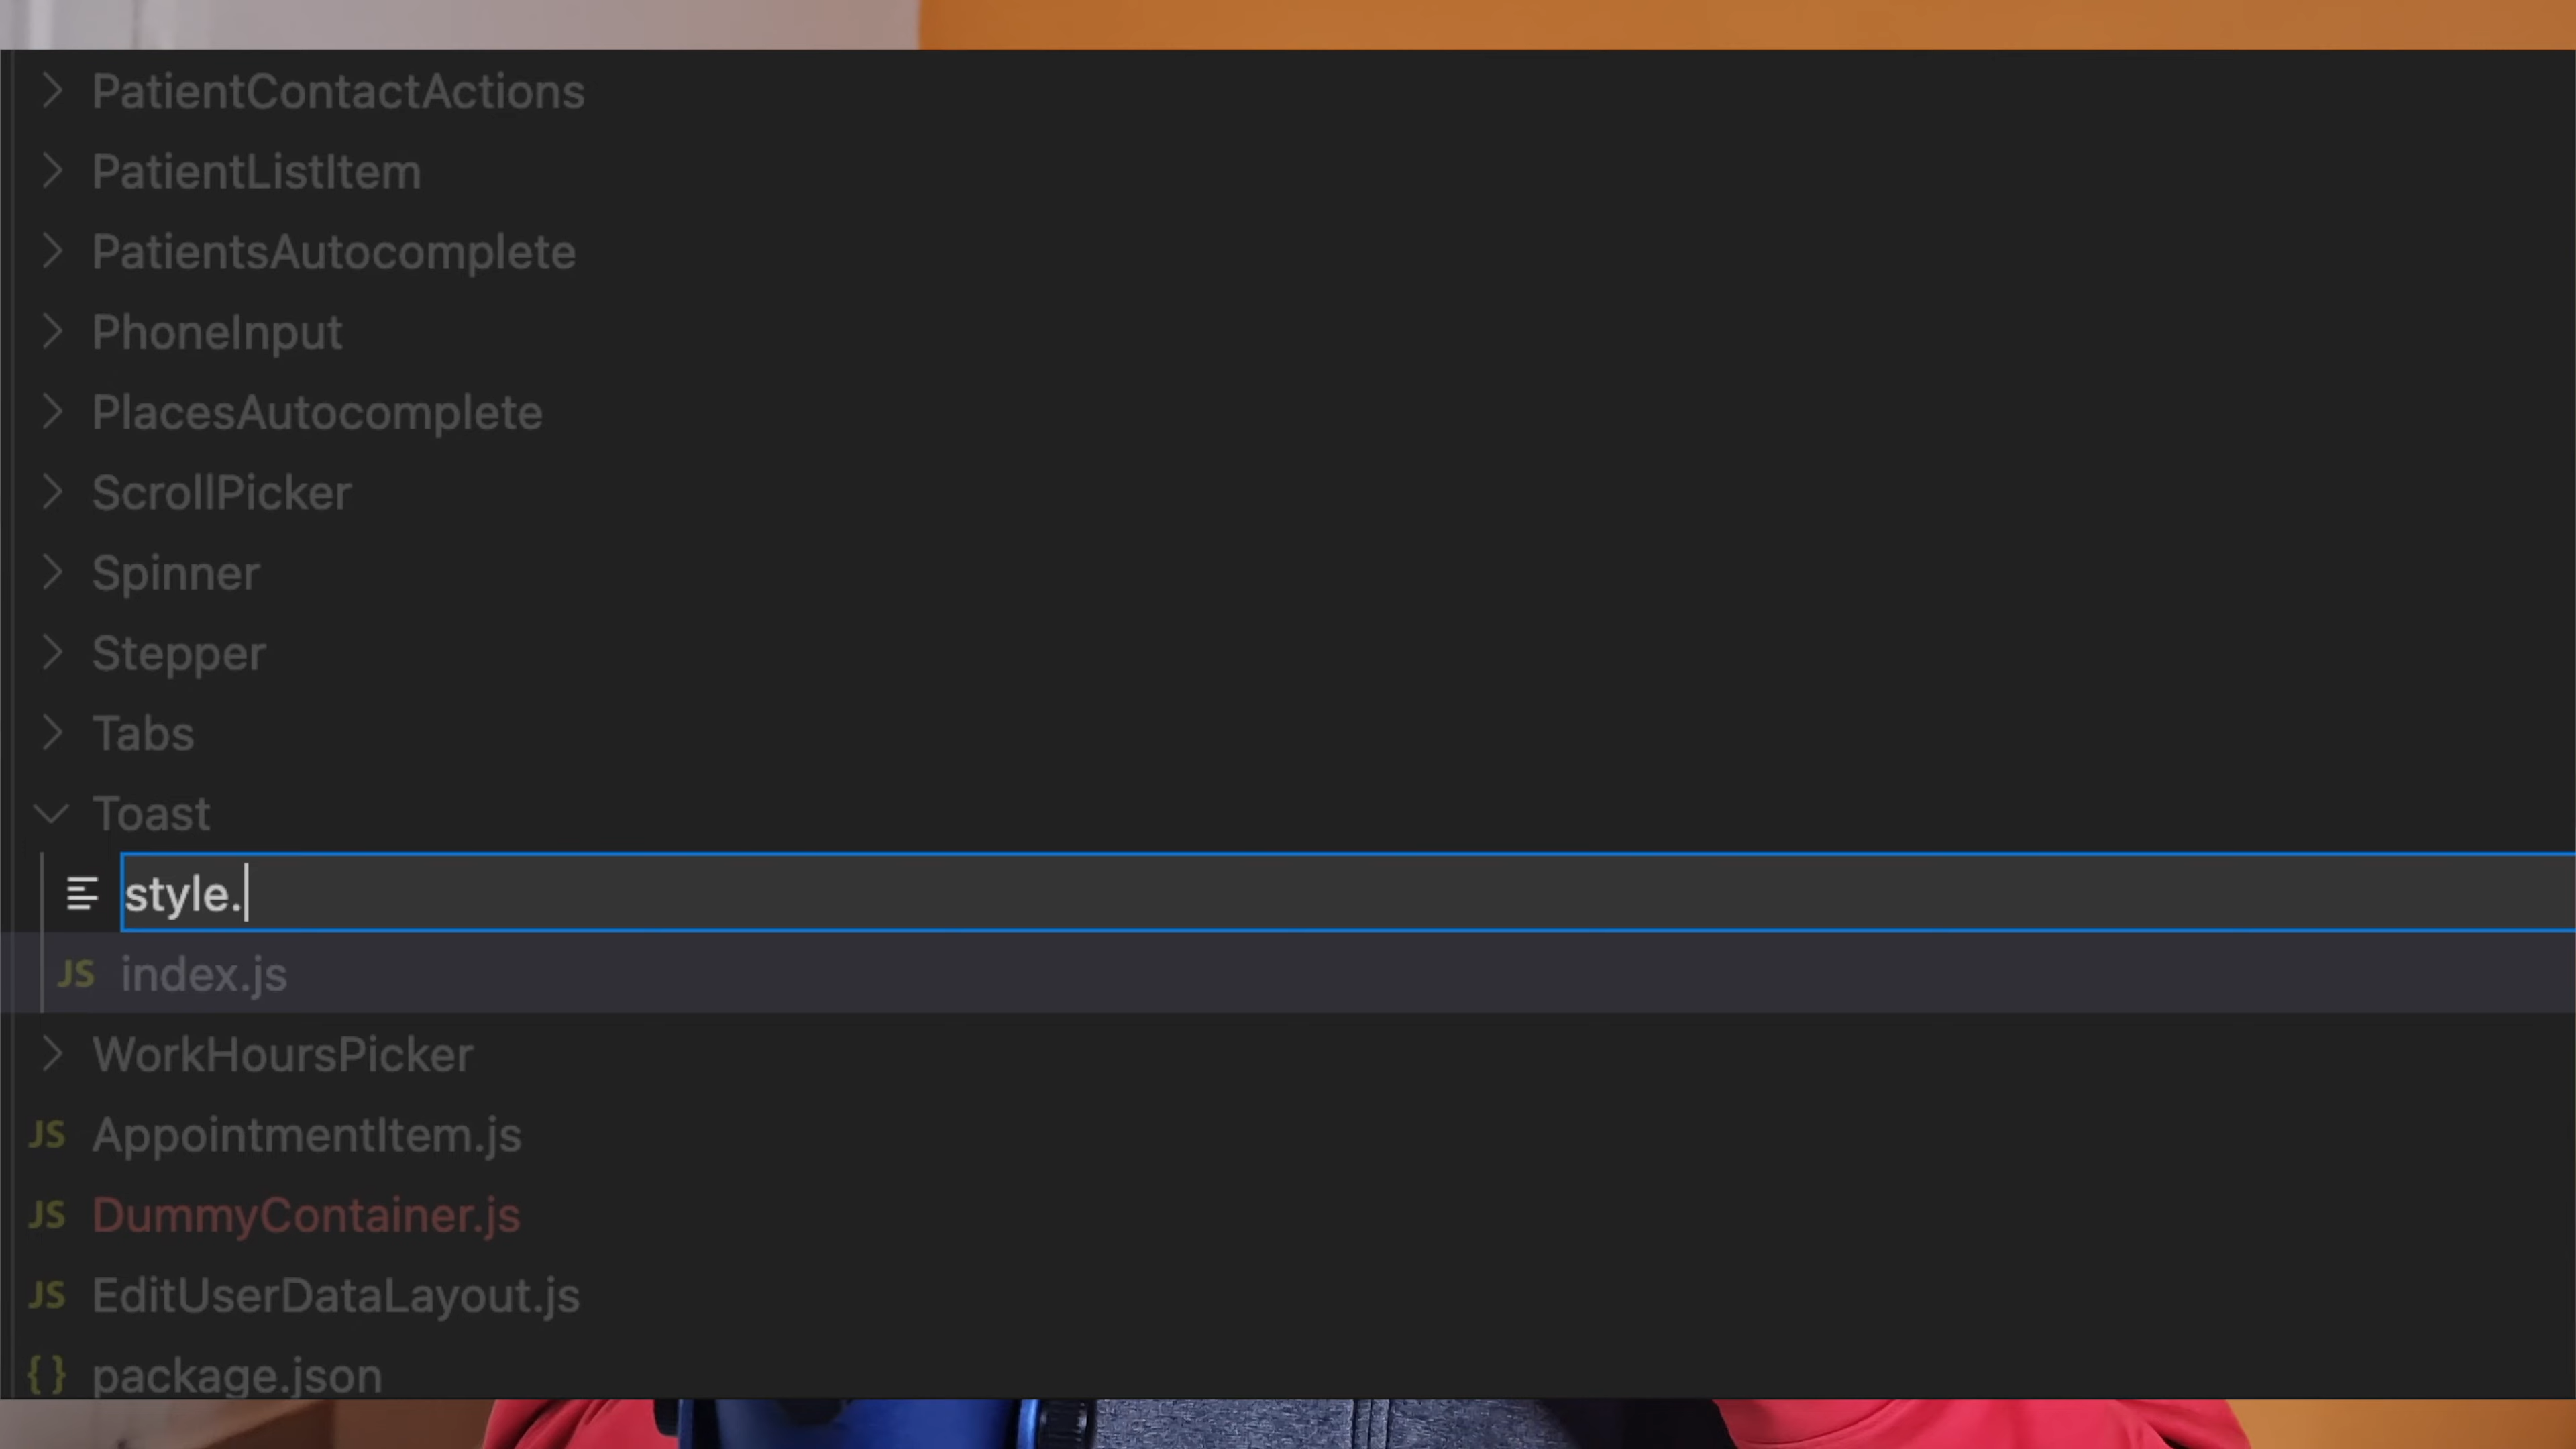 PatientContactActions
PatientListItem
PatientsAutocomplete
PhoneInput
PlacesAutocomplete
ScrollPicker
Spinner
Stepper
Tabs
Toast
style.
JS index.js
WorkHoursPicker
JS AppointmentItem.js
JS DummyContainer.js
JS EditUserDataLayout.js
{} package.json